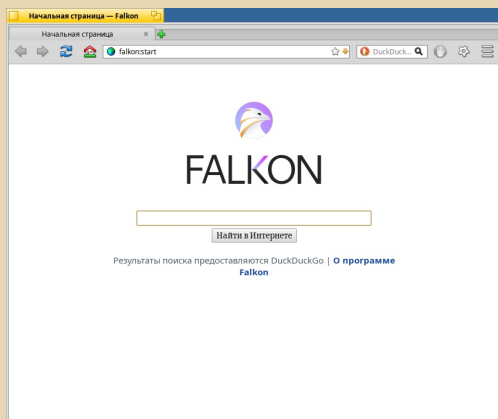 Начальная страница — Falkon
Начальная страница
falkon:start
DuckDuck...
FALKON
Найти в Интернете
Результаты поиска предоставляются DuckDuckGo | О программе
Falkon